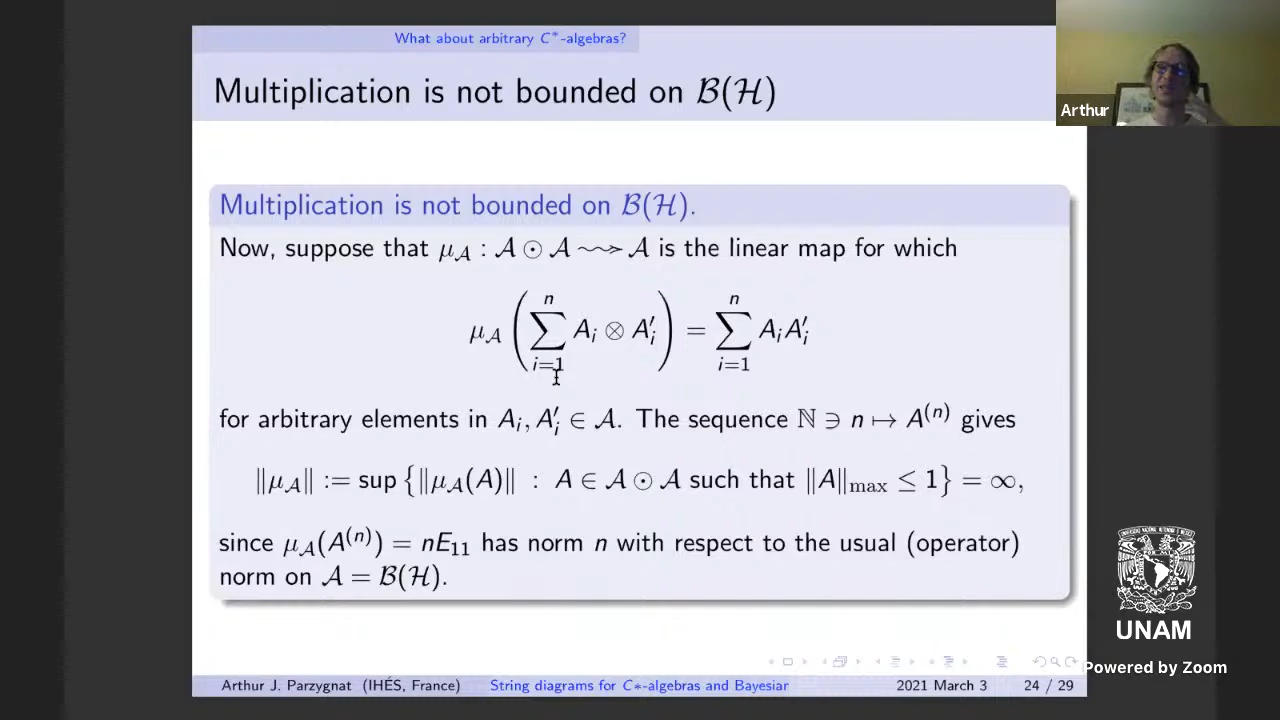 What about arbitrary C*-algebras?
Multiplication is not bounded on 𝓑(𝓗)
Arthur
Multiplication is not bounded on 𝓑(𝓗).
Now, suppose that μ_𝒜 : 𝒜 ⊙ 𝒜 ⇝ 𝒜 is the linear map for which
μ_𝒜 (∑_{i=1}^{n} A_i ⊗ A′_i) = ∑_{i=1}^{n} A_i A′_i
for arbitrary elements in A_i, A′_i ∈ 𝒜. The sequence ℕ ∋ n ↦ A^{(n)} gives
‖μ_𝒜‖ := sup {‖μ_𝒜(A)‖ : A ∈ 𝒜 ⊙ 𝒜 such that ‖A‖_max ≤ 1} = ∞,
since μ_𝒜(A^{(n)}) = nE_{11} has norm n with respect to the usual (operator)
norm on 𝒜 = 𝓑(𝓗).
UNAM
Powered by Zoom
Arthur J. Parzygnat (IHÉS, France) String diagrams for C∗-algebras and Bayesiar 2021 March 3 24 / 29